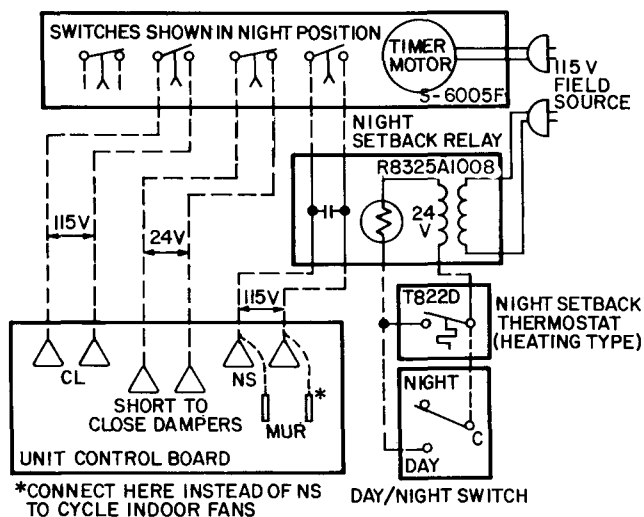 SWITCHES SHOWN IN NIGHT POSITION
TIMER
MOTOR
S-6005F
115 V
FIELD
SOURCE
NIGHT
SETBACK RELAY
R8325A1008
24
V
115V
24V
115V
T822D
NIGHT SETBACK
THERMOSTAT
(HEATING TYPE)
CL
NS
*
SHORT TO
CLOSE DAMPERS
MUR
UNIT CONTROL BOARD
NIGHT
C
DAY
*CONNECT HERE INSTEAD OF NS
TO CYCLE INDOOR FANS
DAY/NIGHT SWITCH